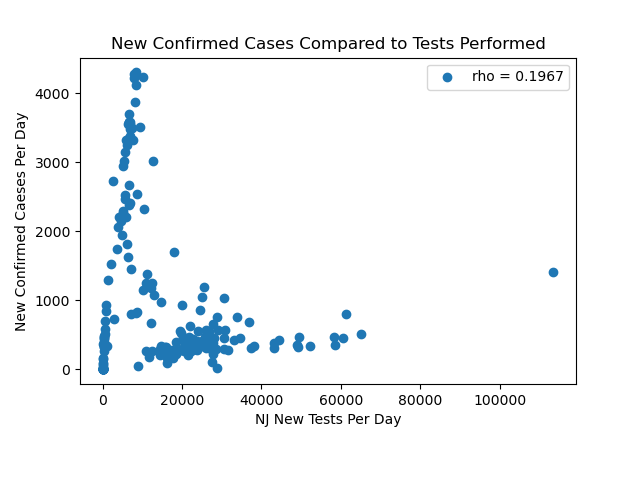 New Confirmed Cases Compared to Tests Performed
rho = 0.1967
New Confirmed Caeses Per Day
4000
3000
2000
1000
0
0 20000 40000 60000 80000 100000
NJ New Tests Per Day